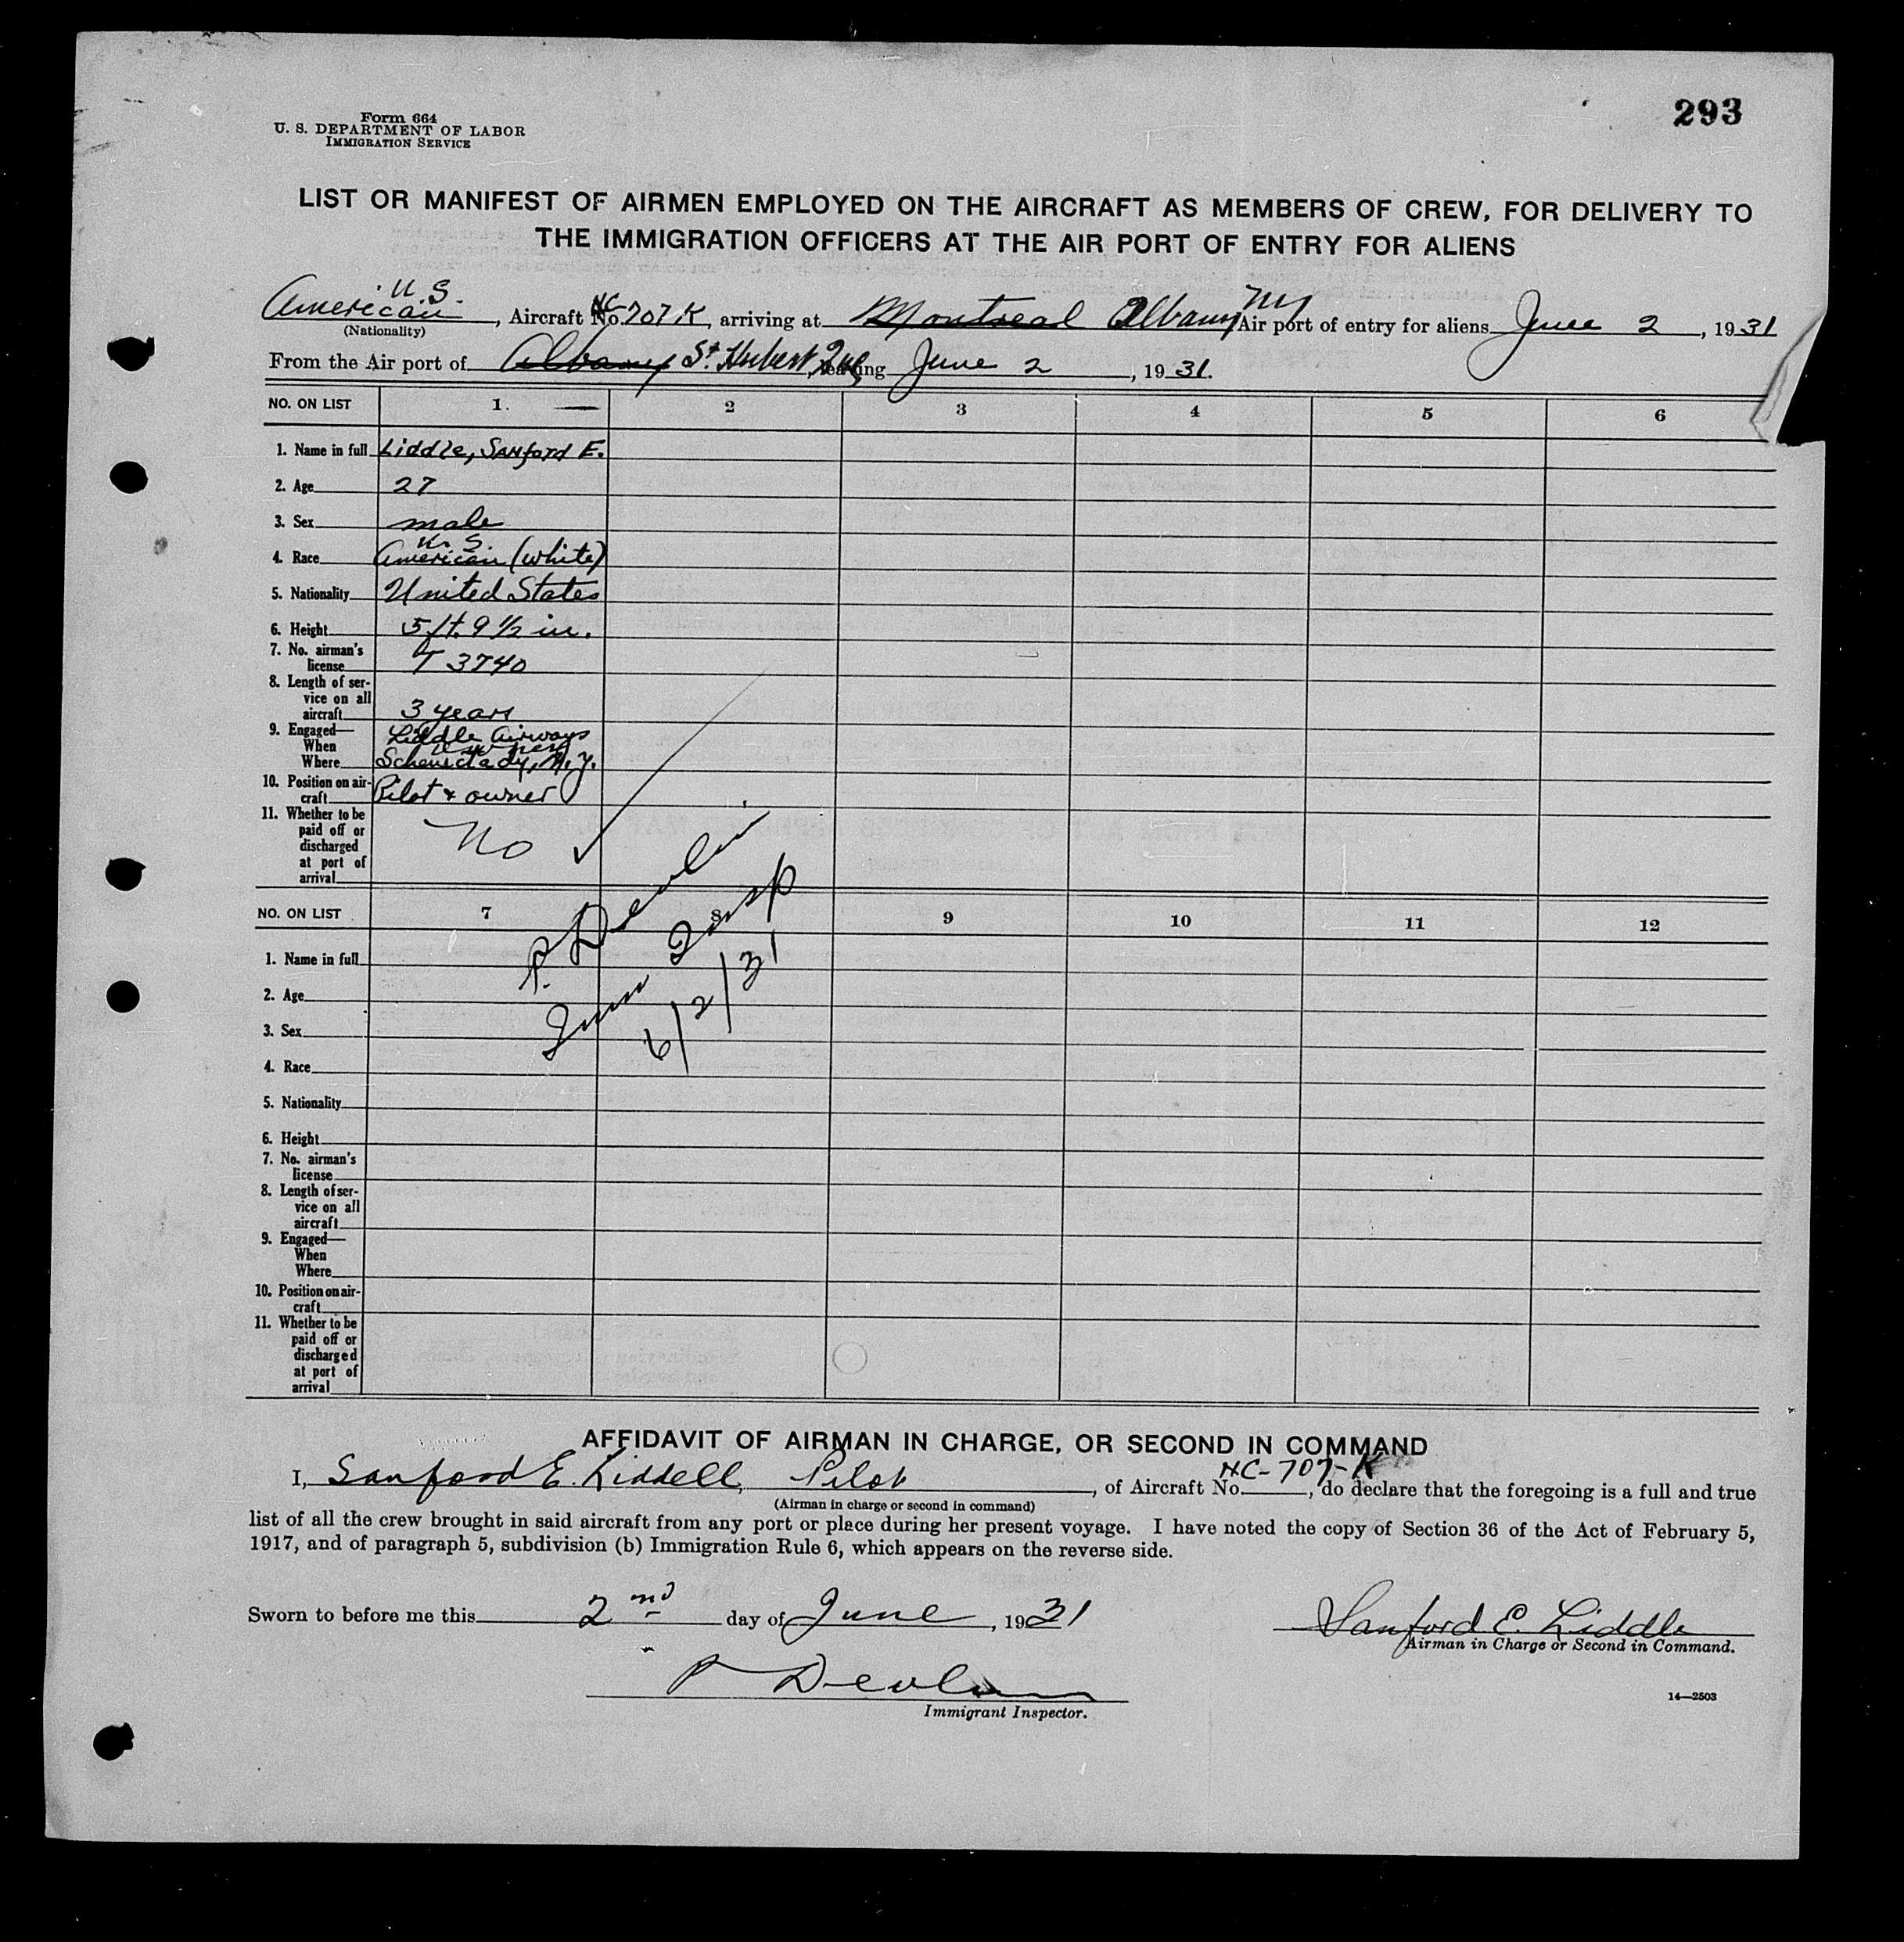 293
Form 664
U. S. DEPARTMENT OF LABOR
IMMIGRATION SERVICE
LIST OR MANIFEST OF AIRMEN EMPLOYED ON THE AIRCRAFT AS MEMBERS OF CREW, FOR DELIVERY TO
THE IMMIGRATION OFFICERS AT THE AIR PORT OF ENTRY FOR ALIENS
U.S.
American, Aircraft No. NC-707K, arriving at Montreal Albany NY Air port of entry for aliens June 2, 1931
(Nationality)
From the Air port of Albany St. Hubert Que, leaving June 2, 1931.
NO. ON LIST 1. 2 3 4 5 6
1. Name in full Liddle, Sanford E.
2. Age 27
3. Sex male
U.S.
4. Race American (white)
5. Nationality United States
6. Height 5 ft. 9 1/2 in.
7. No. airman's
license T 3740
8. Length of ser-
vice on all
aircraft 3 years
9. Engaged— Liddle Airways
When owner
Where Schenectady, N.Y.
10. Position on air-
craft Pilot & owner
11. Whether to be
paid off or
discharged
at port of
arrival No
P. Devlin
Imm Insp
6/2/31
NO. ON LIST 7 8 9 10 11 12
1. Name in full
2. Age
3. Sex
4. Race
5. Nationality
6. Height
7. No. airman's
license
8. Length of ser-
vice on all
aircraft
9. Engaged—
When
Where
10. Position on air-
craft
11. Whether to be
paid off or
discharged
at port of
arrival
AFFIDAVIT OF AIRMAN IN CHARGE, OR SECOND IN COMMAND
I, Sanford E. Liddell, Pilot, of Aircraft No. NC-707-K, do declare that the foregoing is a full and true
(Airman in charge or second in command)
list of all the crew brought in said aircraft from any port or place during her present voyage. I have noted the copy of Section 36 of the Act of February 5,
1917, and of paragraph 5, subdivision (b) Immigration Rule 6, which appears on the reverse side.
Sworn to before me this 2nd day of June, 1931
Sanford E. Liddle
Airman in Charge or Second in Command.
P Devlin
Immigrant Inspector.
14—2503